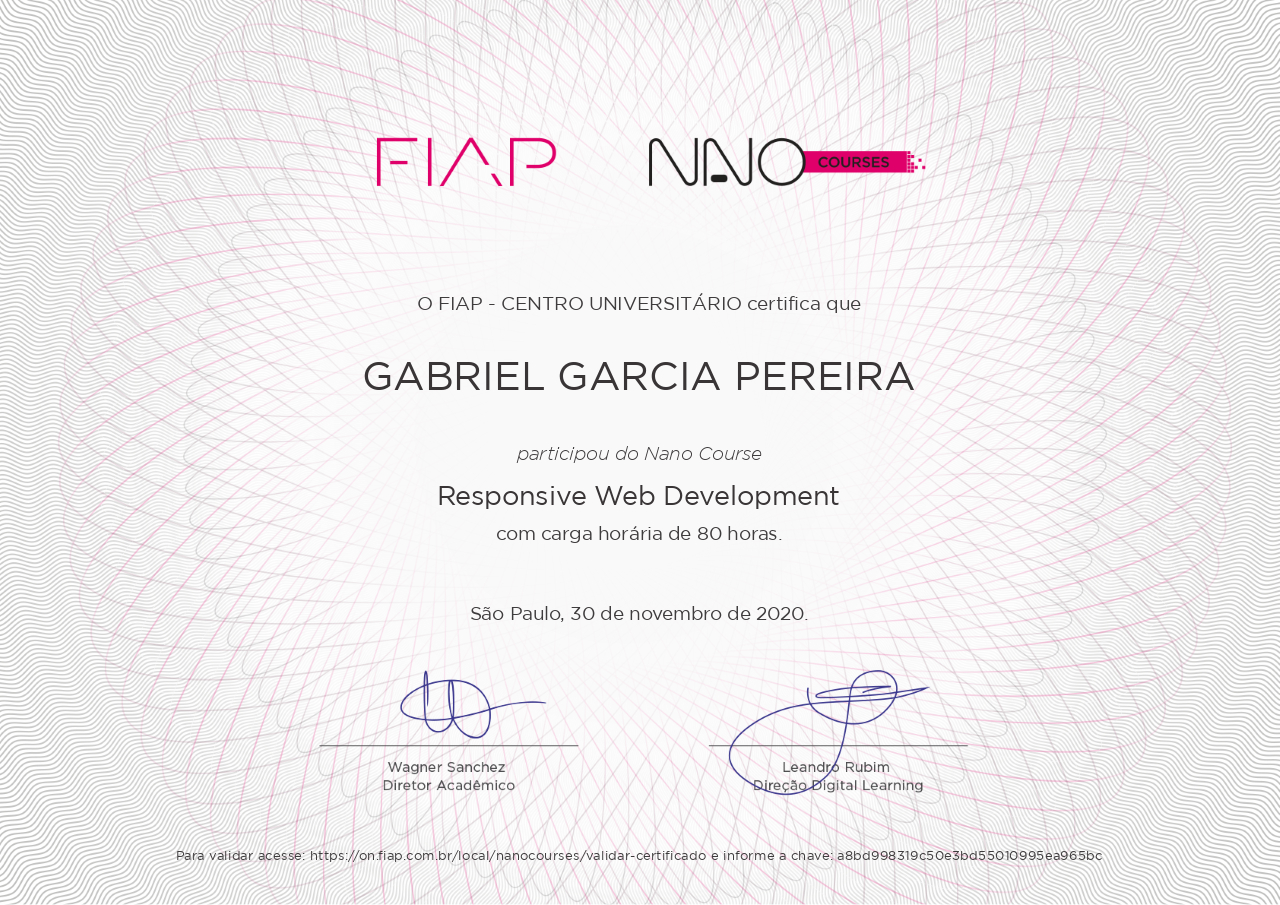 FIAP NANO COURSES
O FIAP - CENTRO UNIVERSITÁRIO certifica que
GABRIEL GARCIA PEREIRA
participou do Nano Course
Responsive Web Development
com carga horária de 80 horas.
São Paulo, 30 de novembro de 2020.
Wagner Sanchez
Diretor Acadêmico
Leandro Rubim
Direção Digital Learning
Para validar acesse: https://on.fiap.com.br/local/nanocourses/validar-certificado e informe a chave: a8bd998319c50e3bd55010995ea965bc